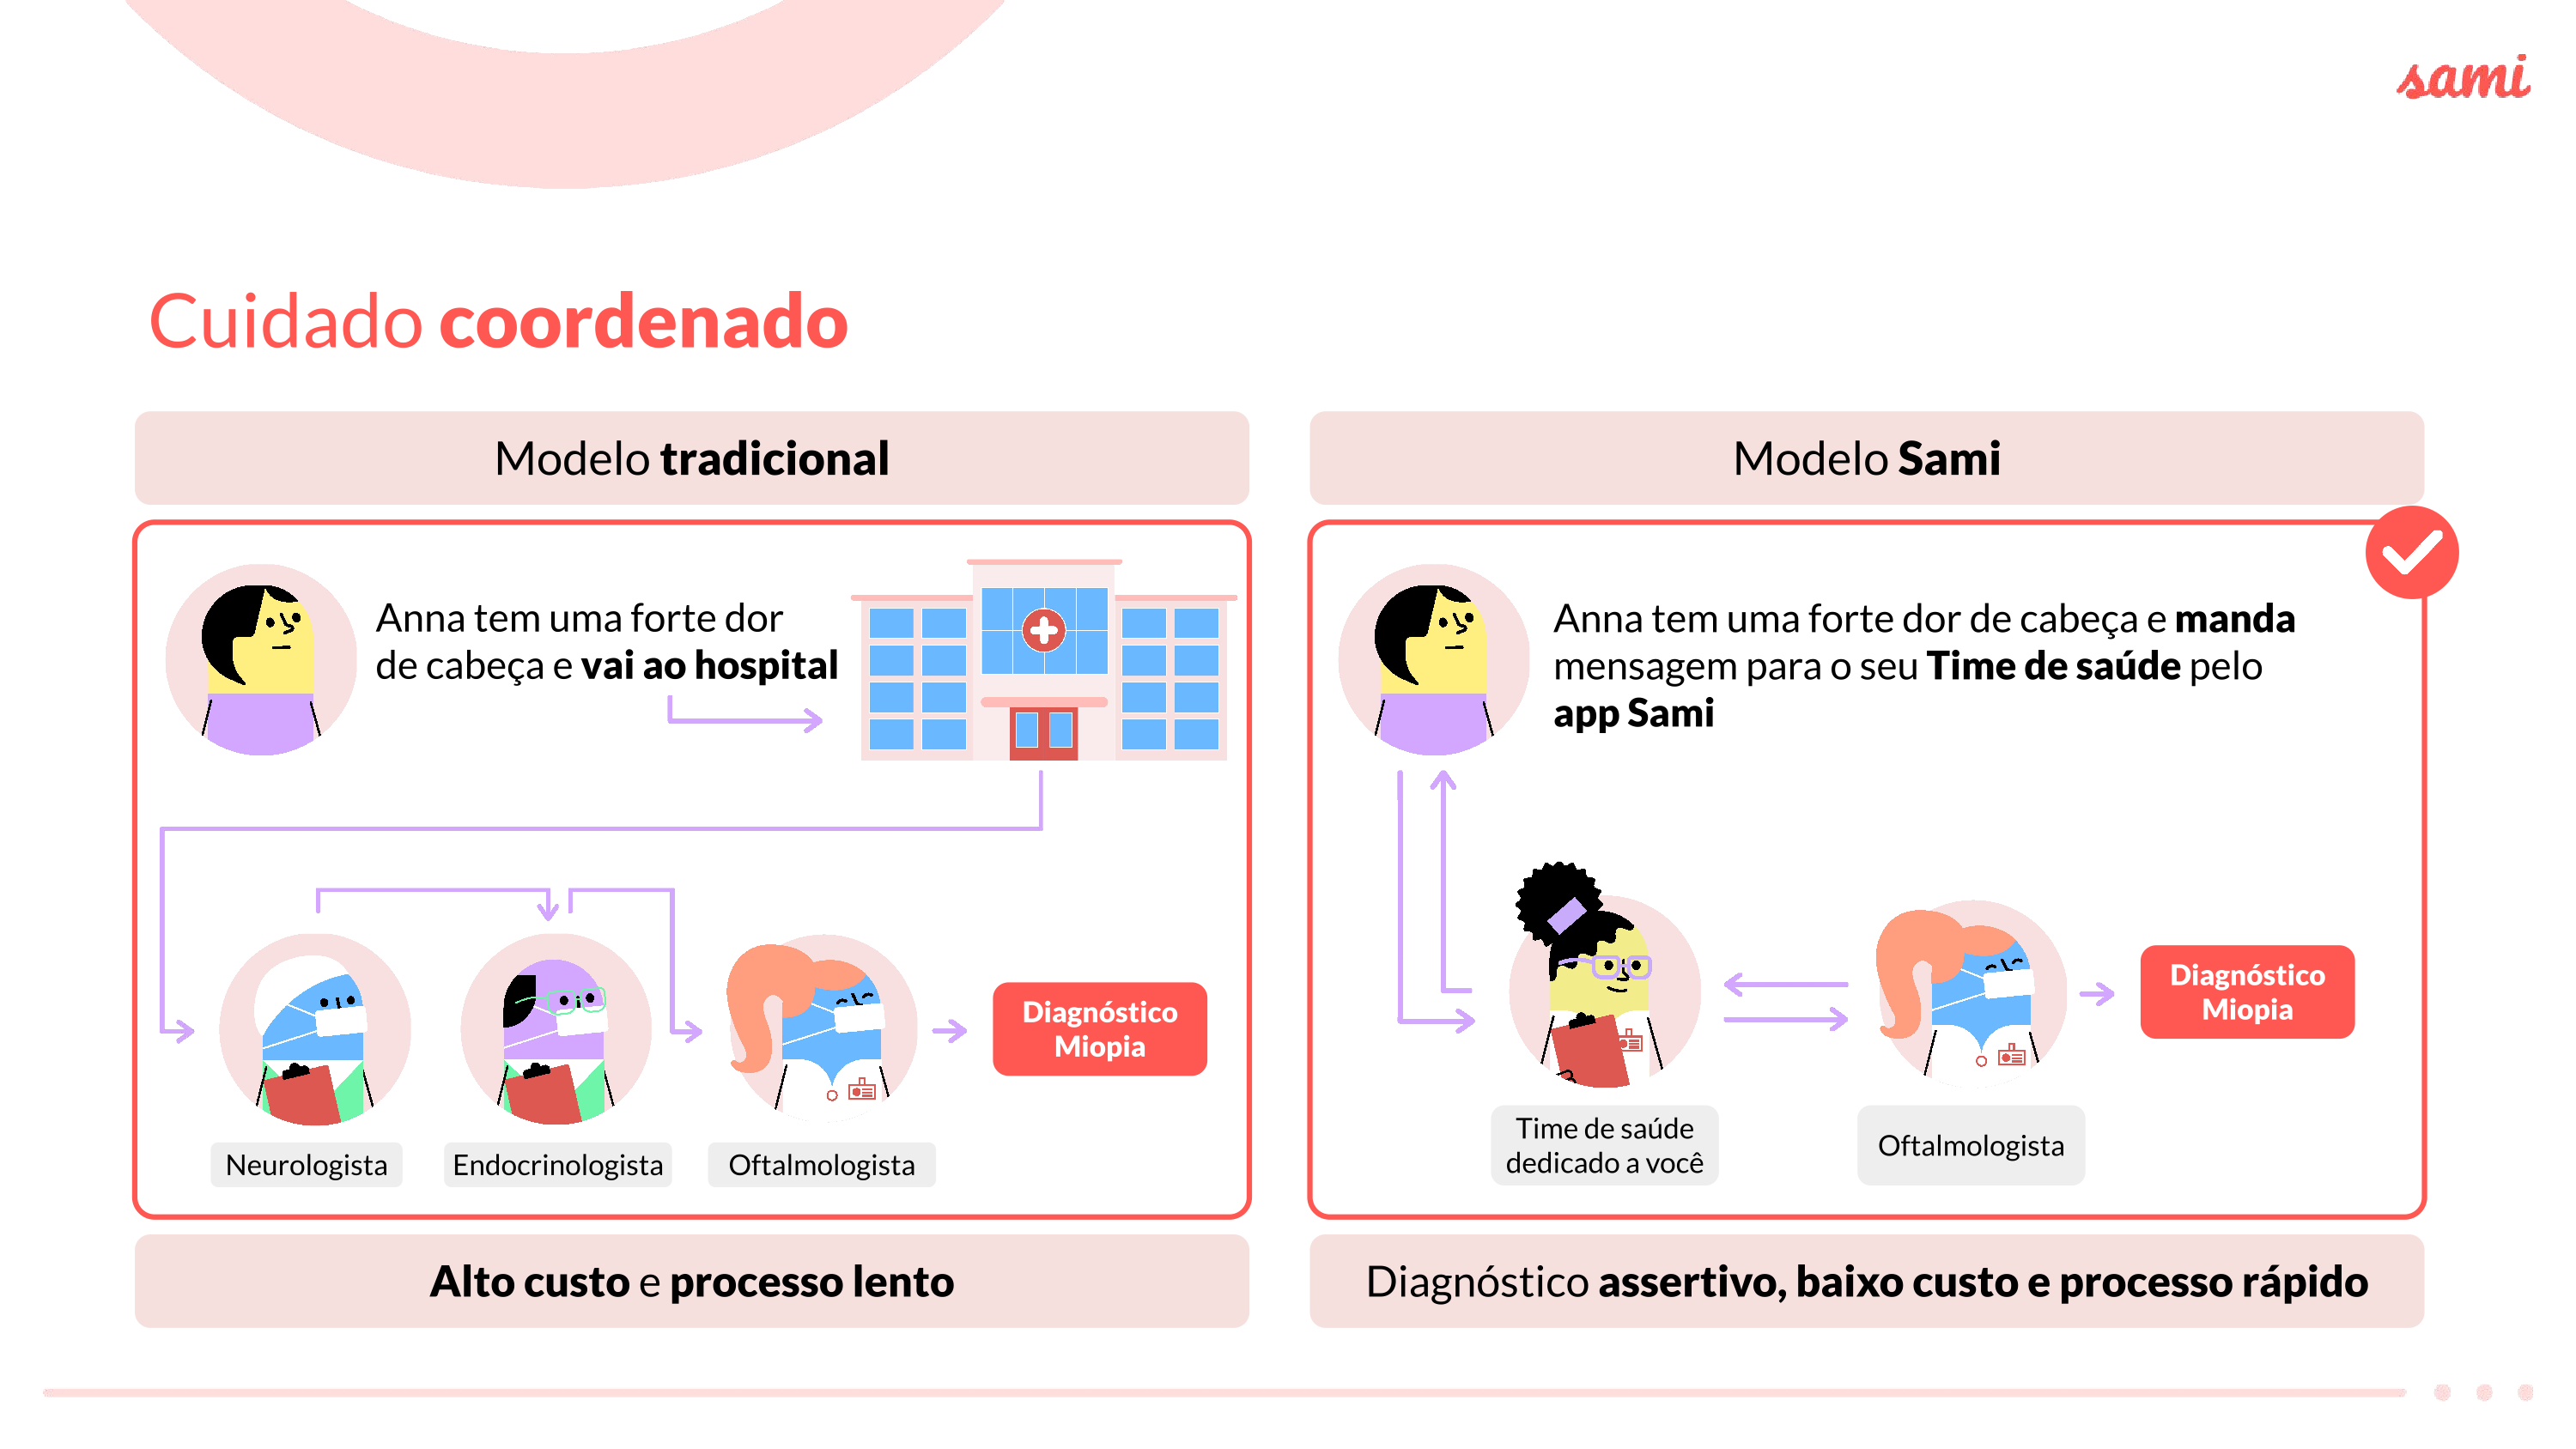 sami
Cuidado coordenado
Modelo tradicional
Anna tem uma forte dor
de cabeça e vai ao hospital
Neurologista
Endocrinologista
Oftalmologista
Diagnóstico
Miopia
Alto custo e processo lento
Modelo Sami
Anna tem uma forte dor de cabeça e manda
mensagem para o seu Time de saúde pelo
app Sami
Time de saúde
dedicado a você
Oftalmologista
Diagnóstico
Miopia
Diagnóstico assertivo, baixo custo e processo rápido